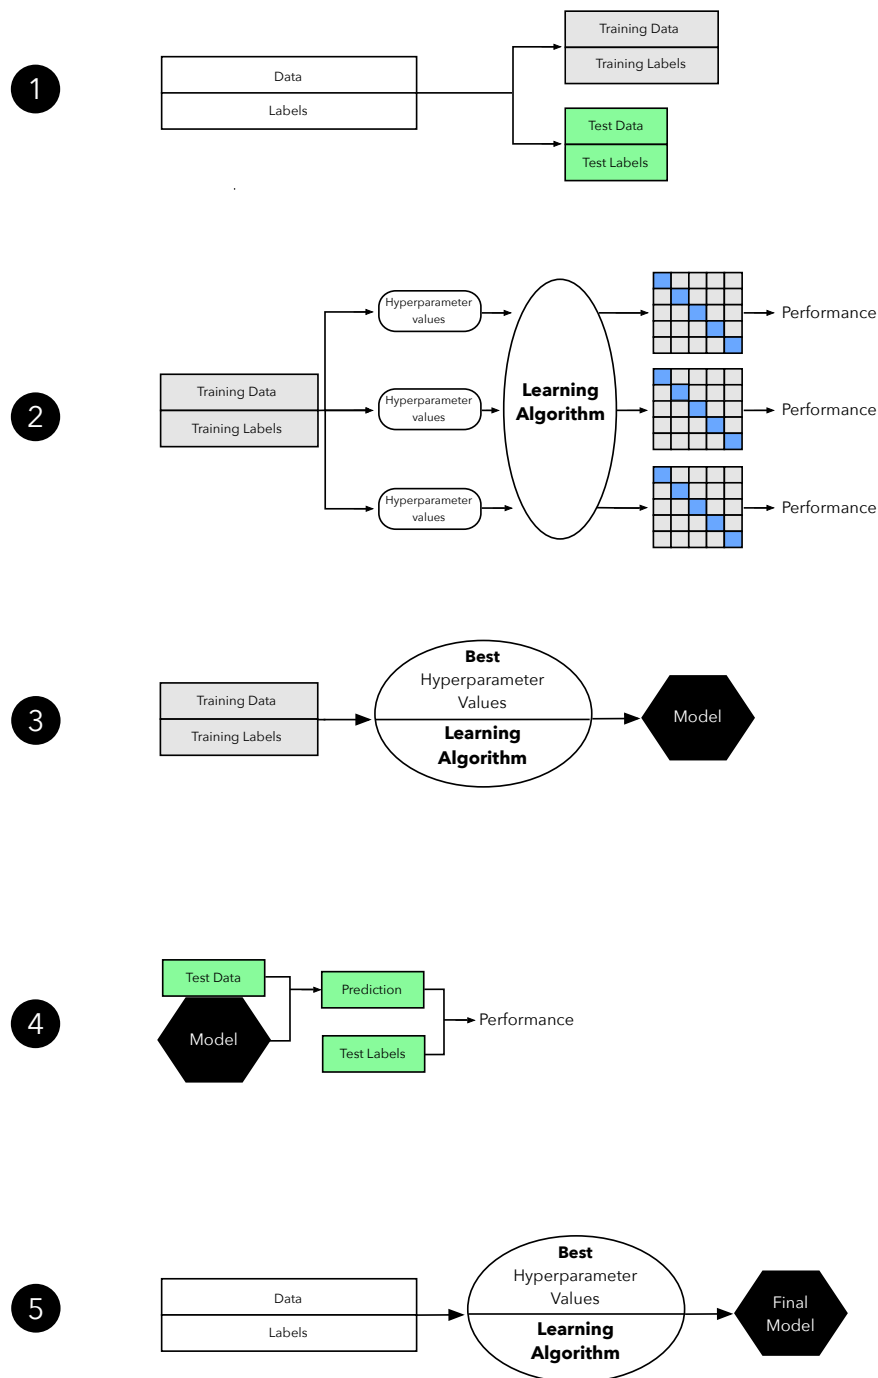 1
Data
Labels
Training Data
Training Labels
Test Data
Test Labels
2
Training Data
Training Labels
Hyperparameter
values
Hyperparameter
values
Hyperparameter
values
Learning
Algorithm
Performance
Performance
Performance
3
Training Data
Training Labels
Best
Hyperparameter
Values
Learning
Algorithm
Model
4
Test Data
Model
Prediction
Test Labels
Performance
5
Data
Labels
Best
Hyperparameter
Values
Learning
Algorithm
Final
Model